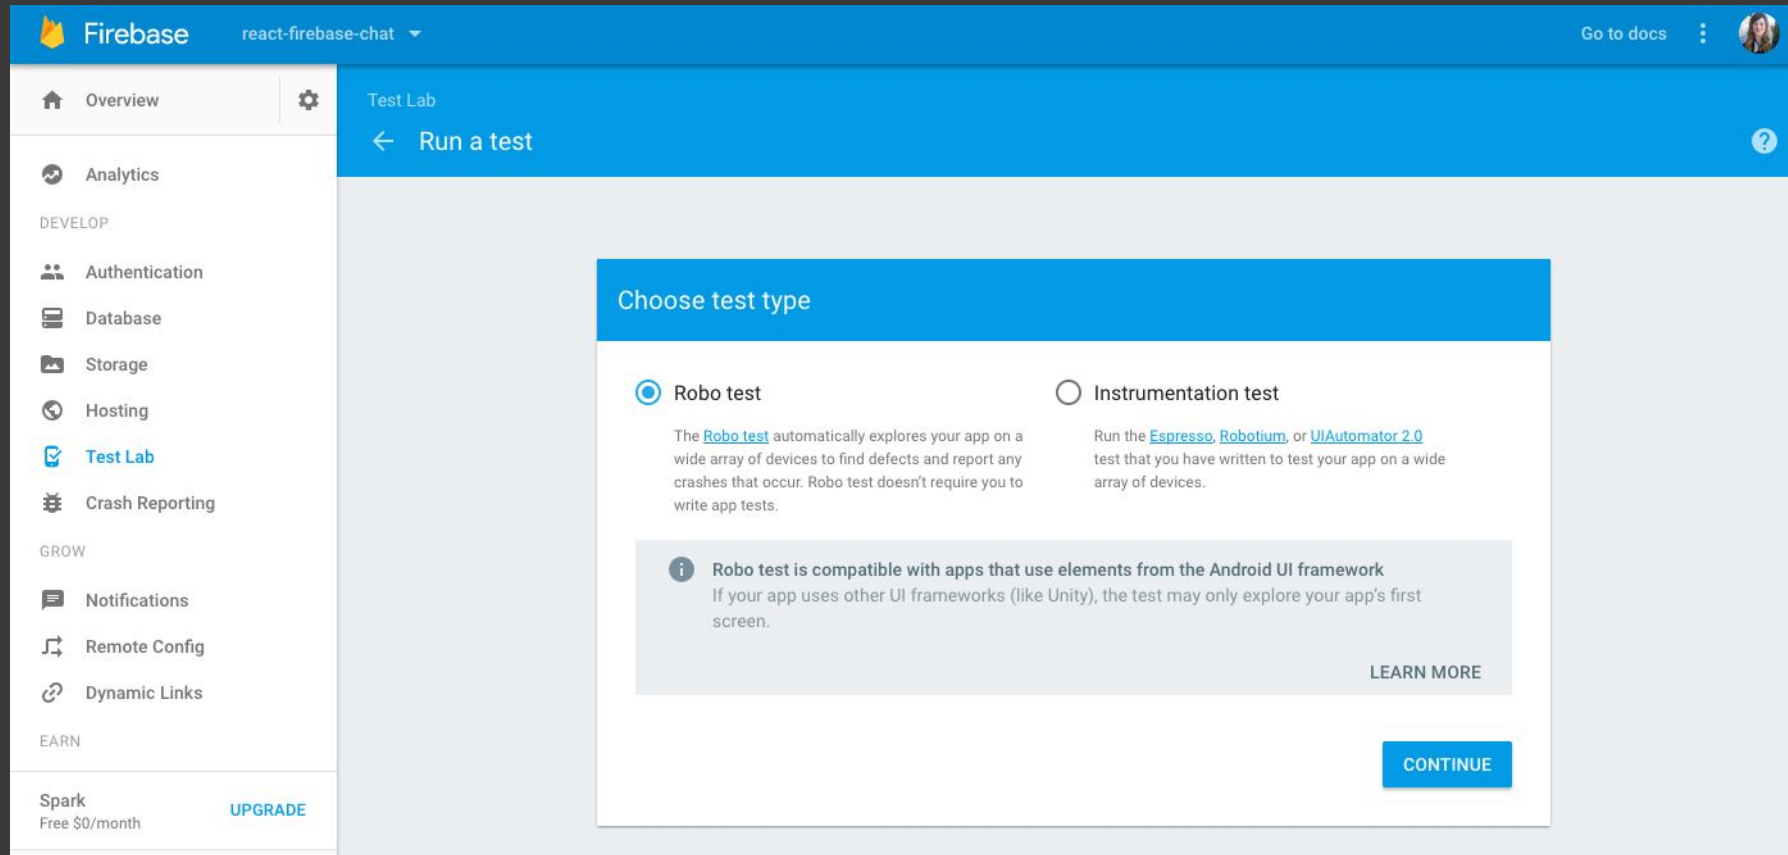 Firebase
react-firebase-chat
Go to docs
Overview
Analytics
DEVELOP
Authentication
Database
Storage
Hosting
Test Lab
Crash Reporting
GROW
Notifications
Remote Config
Dynamic Links
EARN
Spark
Free $0/month
UPGRADE
Test Lab
Run a test
?
Choose test type
Robo test
The Robo test automatically explores your app on a
wide array of devices to find defects and report any
crashes that occur. Robo test doesn't require you to
write app tests.
Instrumentation test
Run the Espresso, Robotium, or UIAutomator 2.0
test that you have written to test your app on a wide
array of devices.
Robo test is compatible with apps that use elements from the Android UI framework
If your app uses other UI frameworks (like Unity), the test may only explore your app's first
screen.
LEARN MORE
CONTINUE